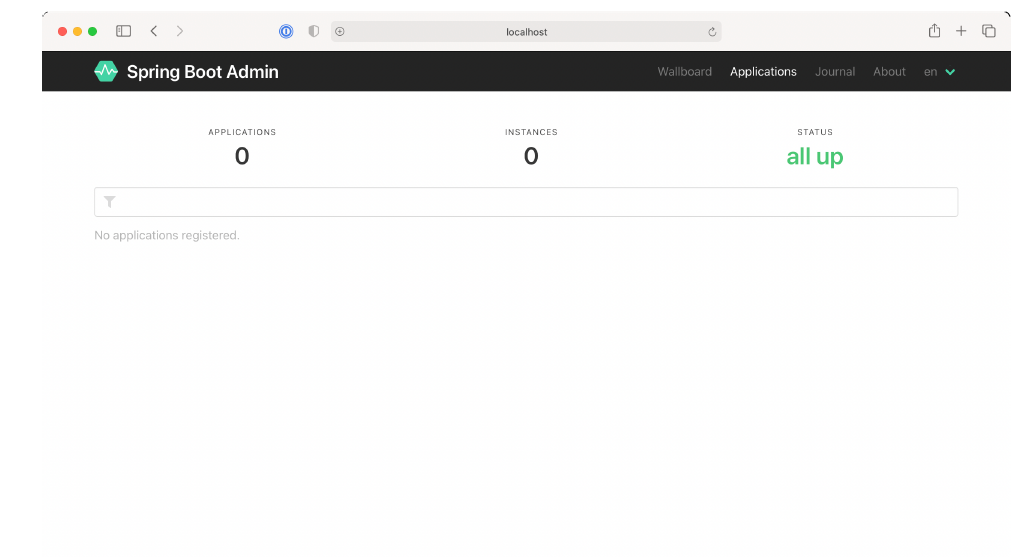 localhost
Spring Boot Admin
Wallboard Applications Journal About en
APPLICATIONS INSTANCES STATUS
0 0 all up
No applications registered.